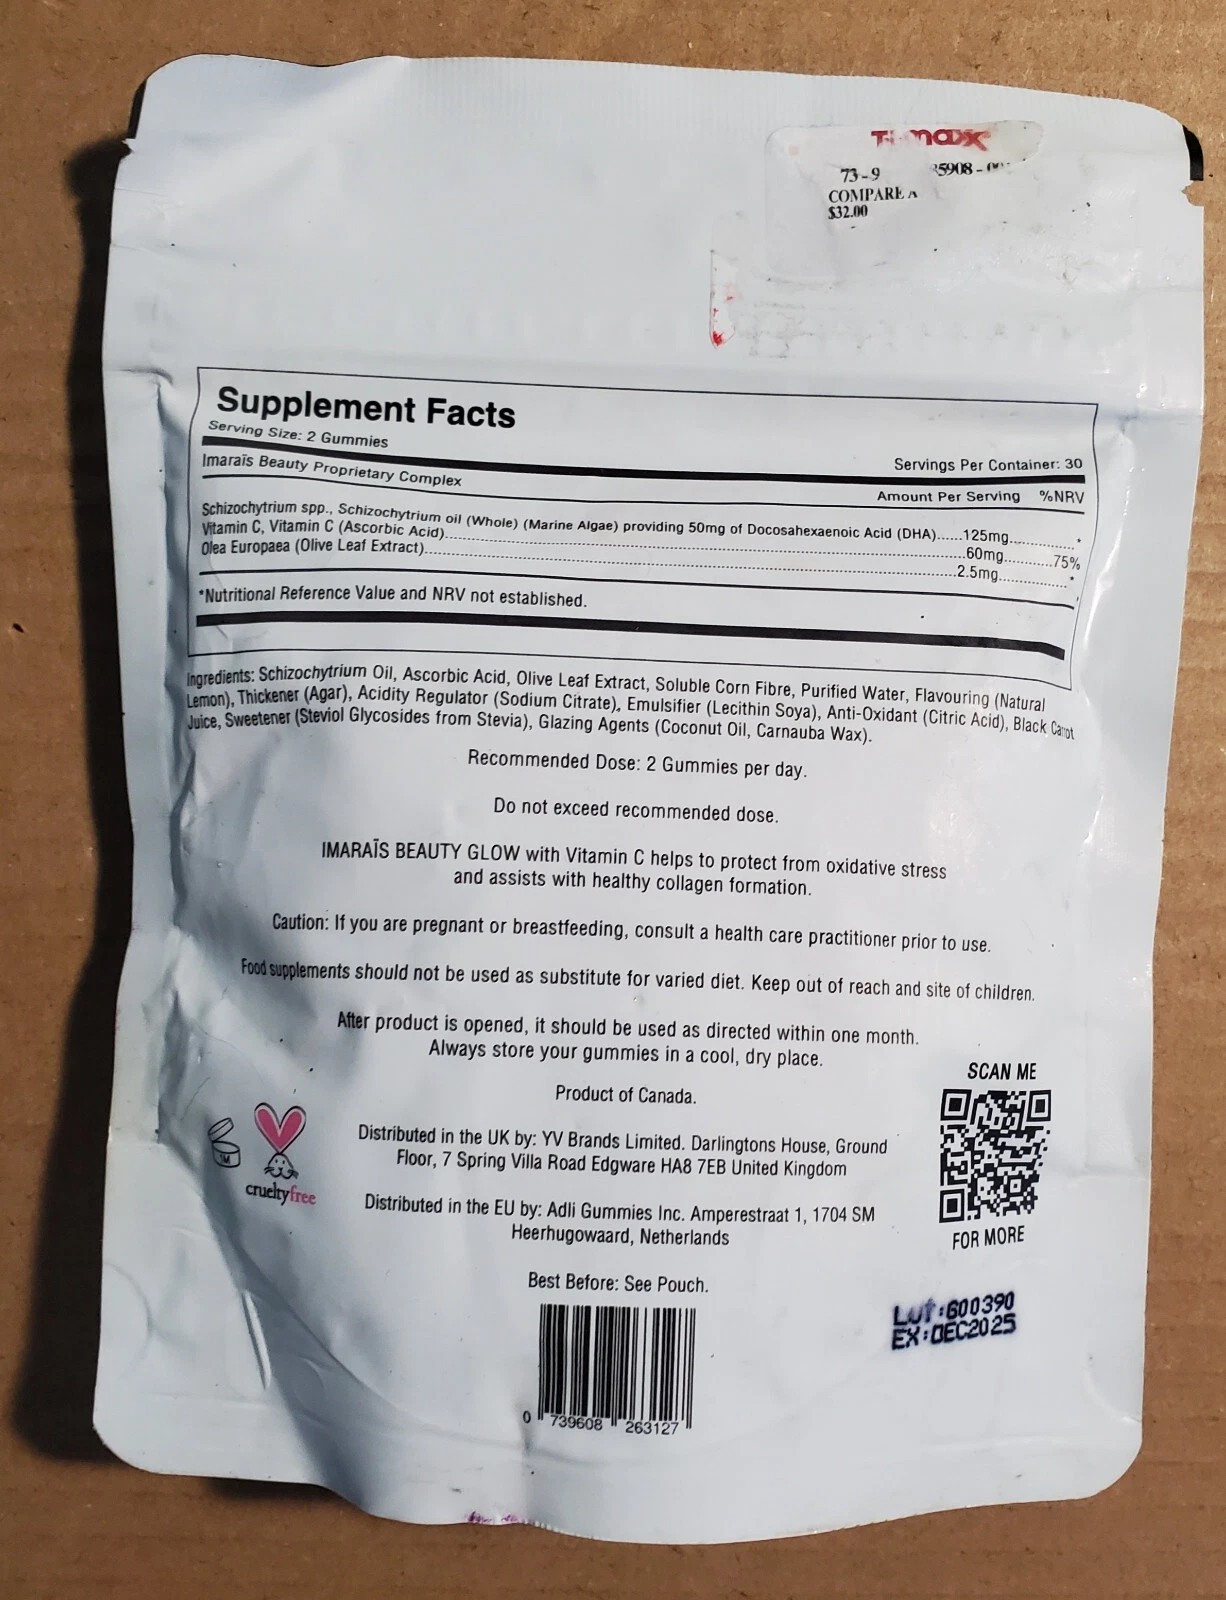 73-9
5908-00
COMPARE A
$32.00
Supplement Facts
Serving Size: 2 Gummies
Servings Per Container: 30
Imaraïs Beauty Proprietary Complex
Amount Per Serving %NRV
Schizochytrium spp., Schizochytrium oil (Whole) (Marine Algae) providing 50mg of Docosahexaenoic Acid (DHA)......125mg................*
Vitamin C, Vitamin C (Ascorbic Acid)..........60mg............75%
Olea Europaea (Olive Leaf Extract)..........2.5mg................*
*Nutritional Reference Value and NRV not established.
Ingredients: Schizochytrium Oil, Ascorbic Acid, Olive Leaf Extract, Soluble Corn Fibre, Purified Water, Flavouring (Natural
Lemon), Thickener (Agar), Acidity Regulator (Sodium Citrate), Emulsifier (Lecithin Soya), Anti-Oxidant (Citric Acid), Black Carrot
Juice, Sweetener (Steviol Glycosides from Stevia), Glazing Agents (Coconut Oil, Carnauba Wax).
Recommended Dose: 2 Gummies per day.
Do not exceed recommended dose.
IMARAÏS BEAUTY GLOW with Vitamin C helps to protect from oxidative stress
and assists with healthy collagen formation.
Caution: If you are pregnant or breastfeeding, consult a health care practitioner prior to use.
Food supplements should not be used as substitute for varied diet. Keep out of reach and site of children.
After product is opened, it should be used as directed within one month.
Always store your gummies in a cool, dry place.
SCAN ME
Product of Canada.
1M
crueltyfree
Distributed in the UK by: YV Brands Limited. Darlingtons House, Ground
Floor, 7 Spring Villa Road Edgware HA8 7EB United Kingdom
Distributed in the EU by: Adli Gummies Inc. Amperestraat 1, 1704 SM
Heerhugowaard, Netherlands
FOR MORE
Best Before: See Pouch.
Lot:600390
EX:DEC2025
0 739608 263127